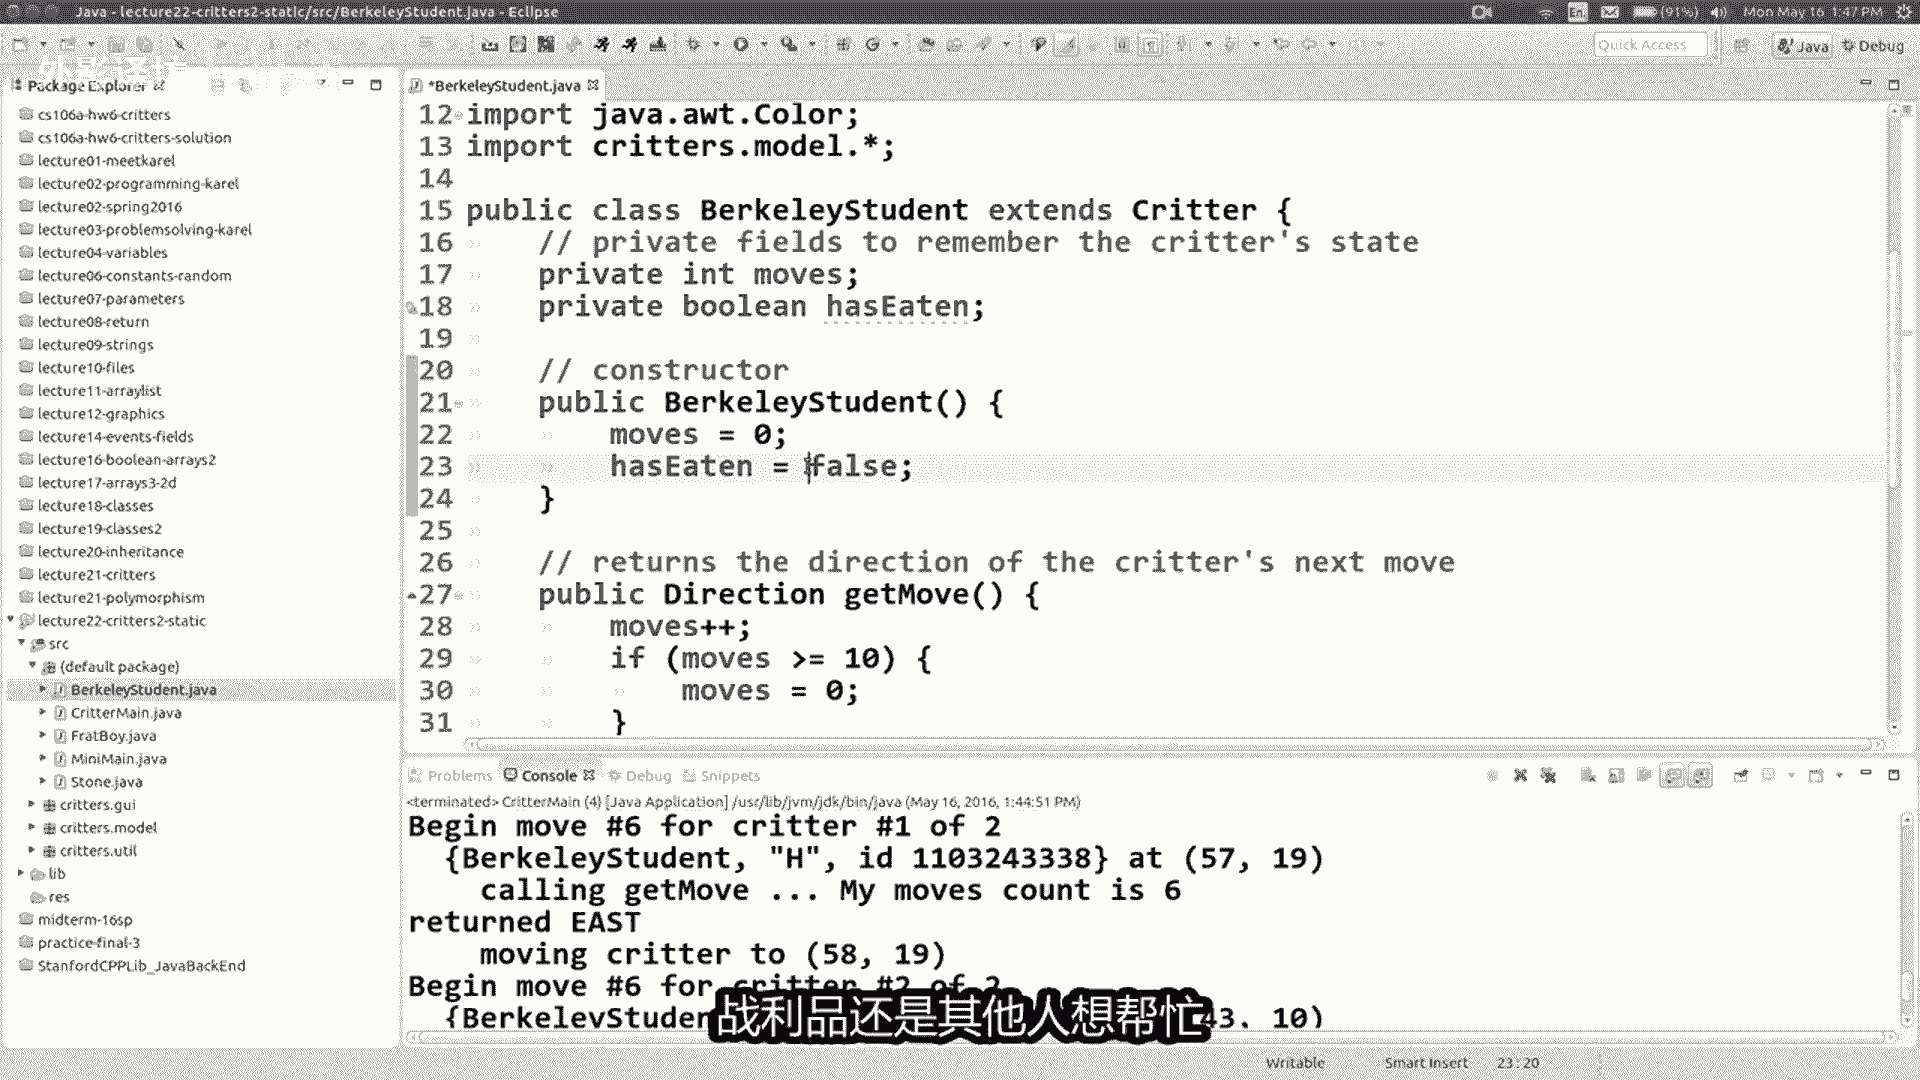 Java - lecture22-critters2-static/src/BerkeleyStudent.java - Eclipse
En
(91%)
Mon May 16 1:47 PM
Quick Access
Java
Debug
Package Explorer
cs106a-hw6-critters
cs106a-hw6-critters-solution
lecture01-meetkarel
lecture02-programming-karel
lecture02-spring2016
lecture03-problemsolving-karel
lecture04-variables
lecture06-constants-random
lecture07-parameters
lecture08-return
lecture09-strings
lecture10-files
lecture11-arraylist
lecture12-graphics
lecture14-events-fields
lecture16-boolean-arrays2
lecture17-arrays3-2d
lecture18-classes
lecture19-classes2
lecture20-inheritance
lecture21-critters
lecture21-polymorphism
lecture22-critters2-static
src
(default package)
BerkeleyStudent.java
CritterMain.java
FratBoy.java
MiniMain.java
Stone.java
critters.gui
critters.model
critters.util
lib
res
midterm-16sp
practice-final-3
StanfordCPPLib_JavaBackEnd
*BerkeleyStudent.java
12 import java.awt.Color;
13 import critters.model.*;
14
15 public class BerkeleyStudent extends Critter {
16 // private fields to remember the critter's state
17 private int moves;
18 private boolean hasEaten;
19
20 // constructor
21 public BerkeleyStudent() {
22 moves = 0;
23 hasEaten = false;
24 }
25
26 // returns the direction of the critter's next move
27 public Direction getMove() {
28 moves++;
29 if (moves >= 10) {
30 moves = 0;
31 }
Problems
Console
Debug
Snippets
<terminated> CritterMain (4) [Java Application] /usr/lib/jvm/jdk/bin/java (May 16, 2016, 1:44:51 PM)
Begin move #6 for critter #1 of 2
{BerkeleyStudent, "H", id 1103243338} at (57, 19)
calling getMove ... My moves count is 6
returned EAST
moving critter to (58, 19)
Begin move #6 for critter #2 of 2
{BerkeleyStuden 43, 10)
战利品还是其他人想帮忙
Writable
Smart Insert
23 : 20